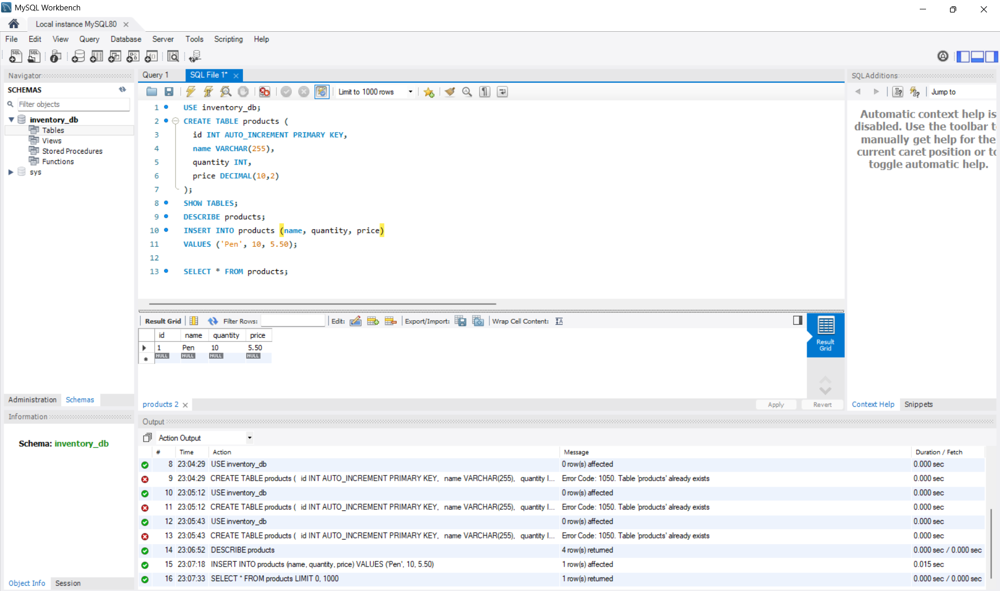 MySQL Workbench
Local instance MySQL80
File Edit View Query Database Server Tools Scripting Help
Navigator
SCHEMAS
Filter objects
inventory_db
Tables
Views
Stored Procedures
Functions
sys
Administration Schemas
Information
Schema: inventory_db
Object Info Session
Query 1 SQL File 1*
Limit to 1000 rows
1 USE inventory_db;
2 CREATE TABLE products (
3 id INT AUTO_INCREMENT PRIMARY KEY,
4 name VARCHAR(255),
5 quantity INT,
6 price DECIMAL(10,2)
7 );
8 SHOW TABLES;
9 DESCRIBE products;
10 INSERT INTO products (name, quantity, price)
11 VALUES ('Pen', 10, 5.50);
12
13 SELECT * FROM products;
Result Grid Filter Rows: Edit: Export/Import: Wrap Cell Content:
id name quantity price
1 Pen 10 5.50
NULL NULL NULL NULL
Result
Grid
products 2
Apply Revert
SQLAdditions
Jump to
Automatic context help is
disabled. Use the toolbar t
manually get help for the
current caret position or to
toggle automatic help.
Context Help Snippets
Output
Action Output
# Time Action Message Duration / Fetch
8 23:04:29 USE inventory_db 0 row(s) affected 0.000 sec
9 23:04:29 CREATE TABLE products ( id INT AUTO_INCREMENT PRIMARY KEY, name VARCHAR(255), quantity I... Error Code: 1050. Table 'products' already exists 0.000 sec
10 23:05:12 USE inventory_db 0 row(s) affected 0.000 sec
11 23:05:12 CREATE TABLE products ( id INT AUTO_INCREMENT PRIMARY KEY, name VARCHAR(255), quantity I... Error Code: 1050. Table 'products' already exists 0.000 sec
12 23:05:43 USE inventory_db 0 row(s) affected 0.000 sec
13 23:05:43 CREATE TABLE products ( id INT AUTO_INCREMENT PRIMARY KEY, name VARCHAR(255), quantity I... Error Code: 1050. Table 'products' already exists 0.000 sec
14 23:06:52 DESCRIBE products 4 row(s) returned 0.000 sec / 0.000 sec
15 23:07:18 INSERT INTO products (name, quantity, price) VALUES ('Pen', 10, 5.50) 1 row(s) affected 0.015 sec
16 23:07:33 SELECT * FROM products LIMIT 0, 1000 1 row(s) returned 0.000 sec / 0.000 sec